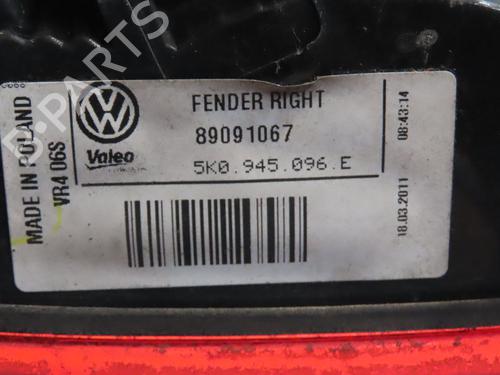 FENDER RIGHT
89091067
5K0.945.096.E
Valeo
MADE IN POLAND
VR4 06S
18.03.2011 08:43:14
B-PARTS